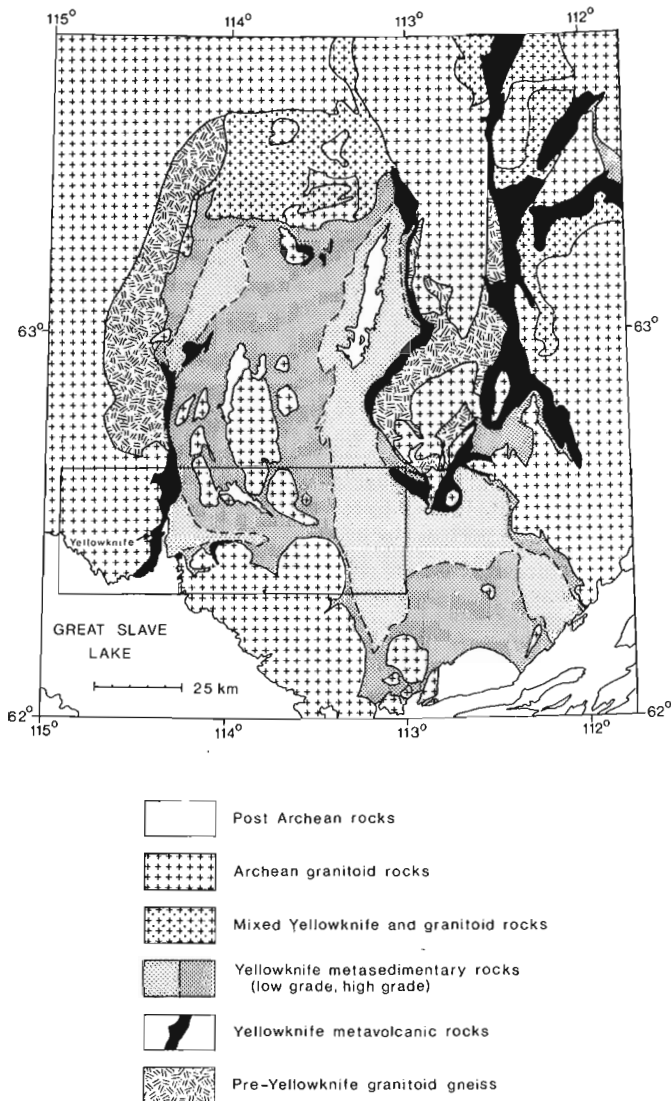 115° 114° 113° 112°
63° 63°
Yellowknife
GREAT SLAVE
LAKE
25 km
62° 62°
115° 114° 113° 112°
Post Archean rocks
Archean granitoid rocks
Mixed Yellowknife and granitoid rocks
Yellowknife metasedimentary rocks
(low grade, high grade)
Yellowknife metavolcanic rocks
Pre-Yellowknife granitoid gneiss